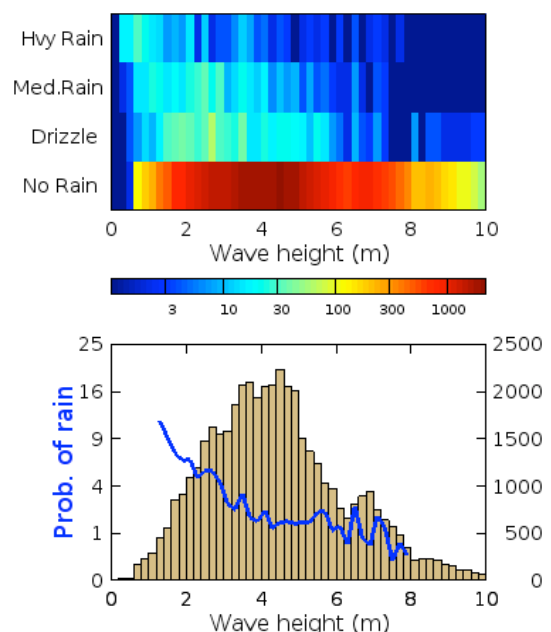 Hvy Rain
Med.Rain
Drizzle
No Rain
0 2 4 6 8 10
Wave height (m)
3 10 30 100 300 1000
25 2500
16 2000
9 1500
4 1000
1 500
0 0
Prob. of rain
0 2 4 6 8 10
Wave height (m)